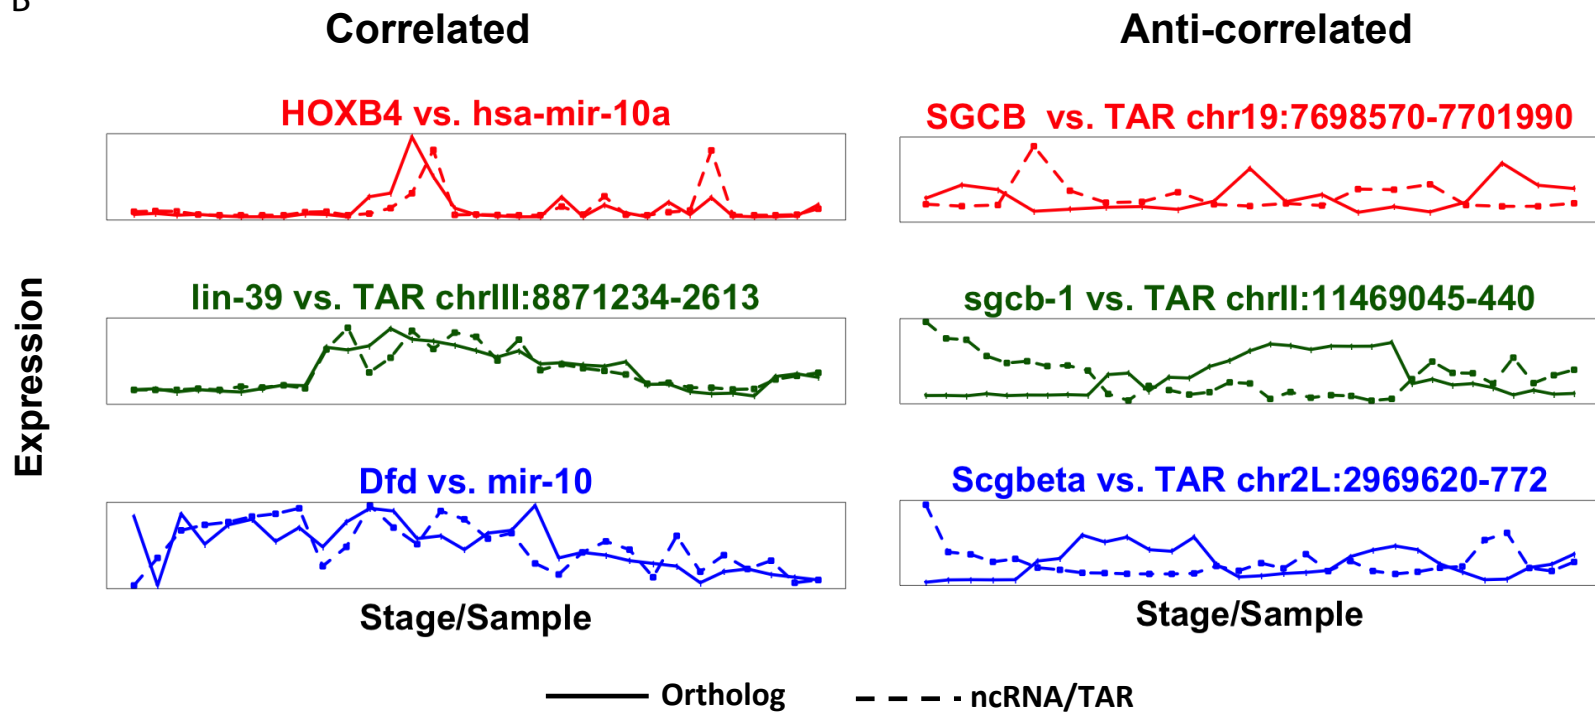 B
Correlated
Anti-correlated
HOXB4 vs. hsa-mir-10a
SGCB vs. TAR chr19:7698570-7701990
lin-39 vs. TAR chrIII:8871234-2613
sgcb-1 vs. TAR chrII:11469045-440
Expression
Dfd vs. mir-10
Scgbeta vs. TAR chr2L:2969620-772
Stage/Sample
Stage/Sample
Ortholog
ncRNA/TAR